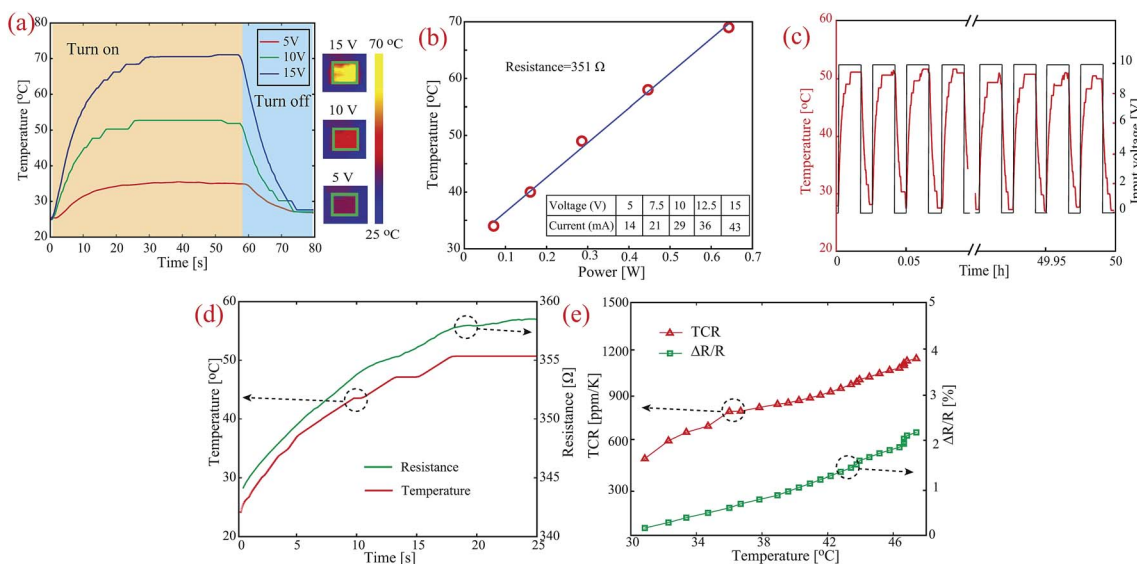 (a)
80
70
60
50
40
30
20
Temperature [°C]
Turn on
5V
10V
15V
Turn off
0 10 20 30 40 50 60 70 80
Time [s]
15 V
70 °C
10 V
5 V
25 °C
(b)
70
60
50
40
30
Temperature [°C]
Resistance=351 Ω
Voltage (V) 5 7.5 10 12.5 15
Current (mA) 14 21 29 36 43
0 0.1 0.2 0.3 0.4 0.5 0.6 0.7
Power [W]
(c)
60
50
40
30
20
Temperature [°C]
10
8
6
4
2
0
Input voltage [V]
0 0.05 49.95 50
Time [h]
(d)
60
50
40
30
20
Temperature [°C]
360
355
350
345
340
Resistance [Ω]
Resistance
Temperature
0 5 10 15 20 25
Time [s]
(e)
1500
1200
900
600
300
TCR [ppm/K]
TCR
ΔR/R
5
4
3
2
1
0
ΔR/R [%]
30 34 38 42 46
Temperature [°C]